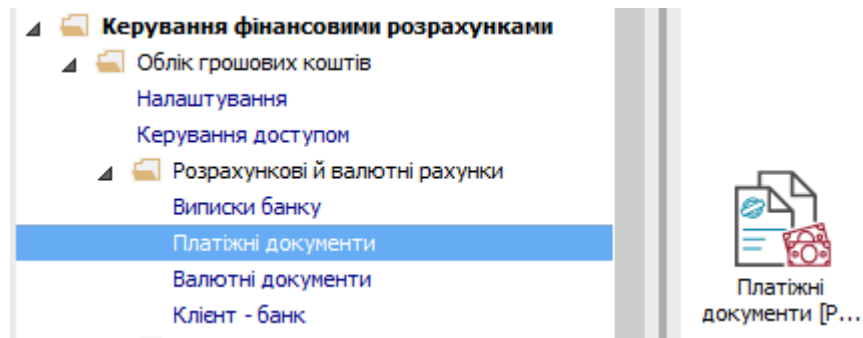 Керування фінансовими розрахунками
Облік грошових коштів
Налаштування
Керування доступом
Розрахункові й валютні рахунки
Виписки банку
Платіжні документи
Валютні документи
Клієнт - банк
Платіжні
документи [Р...